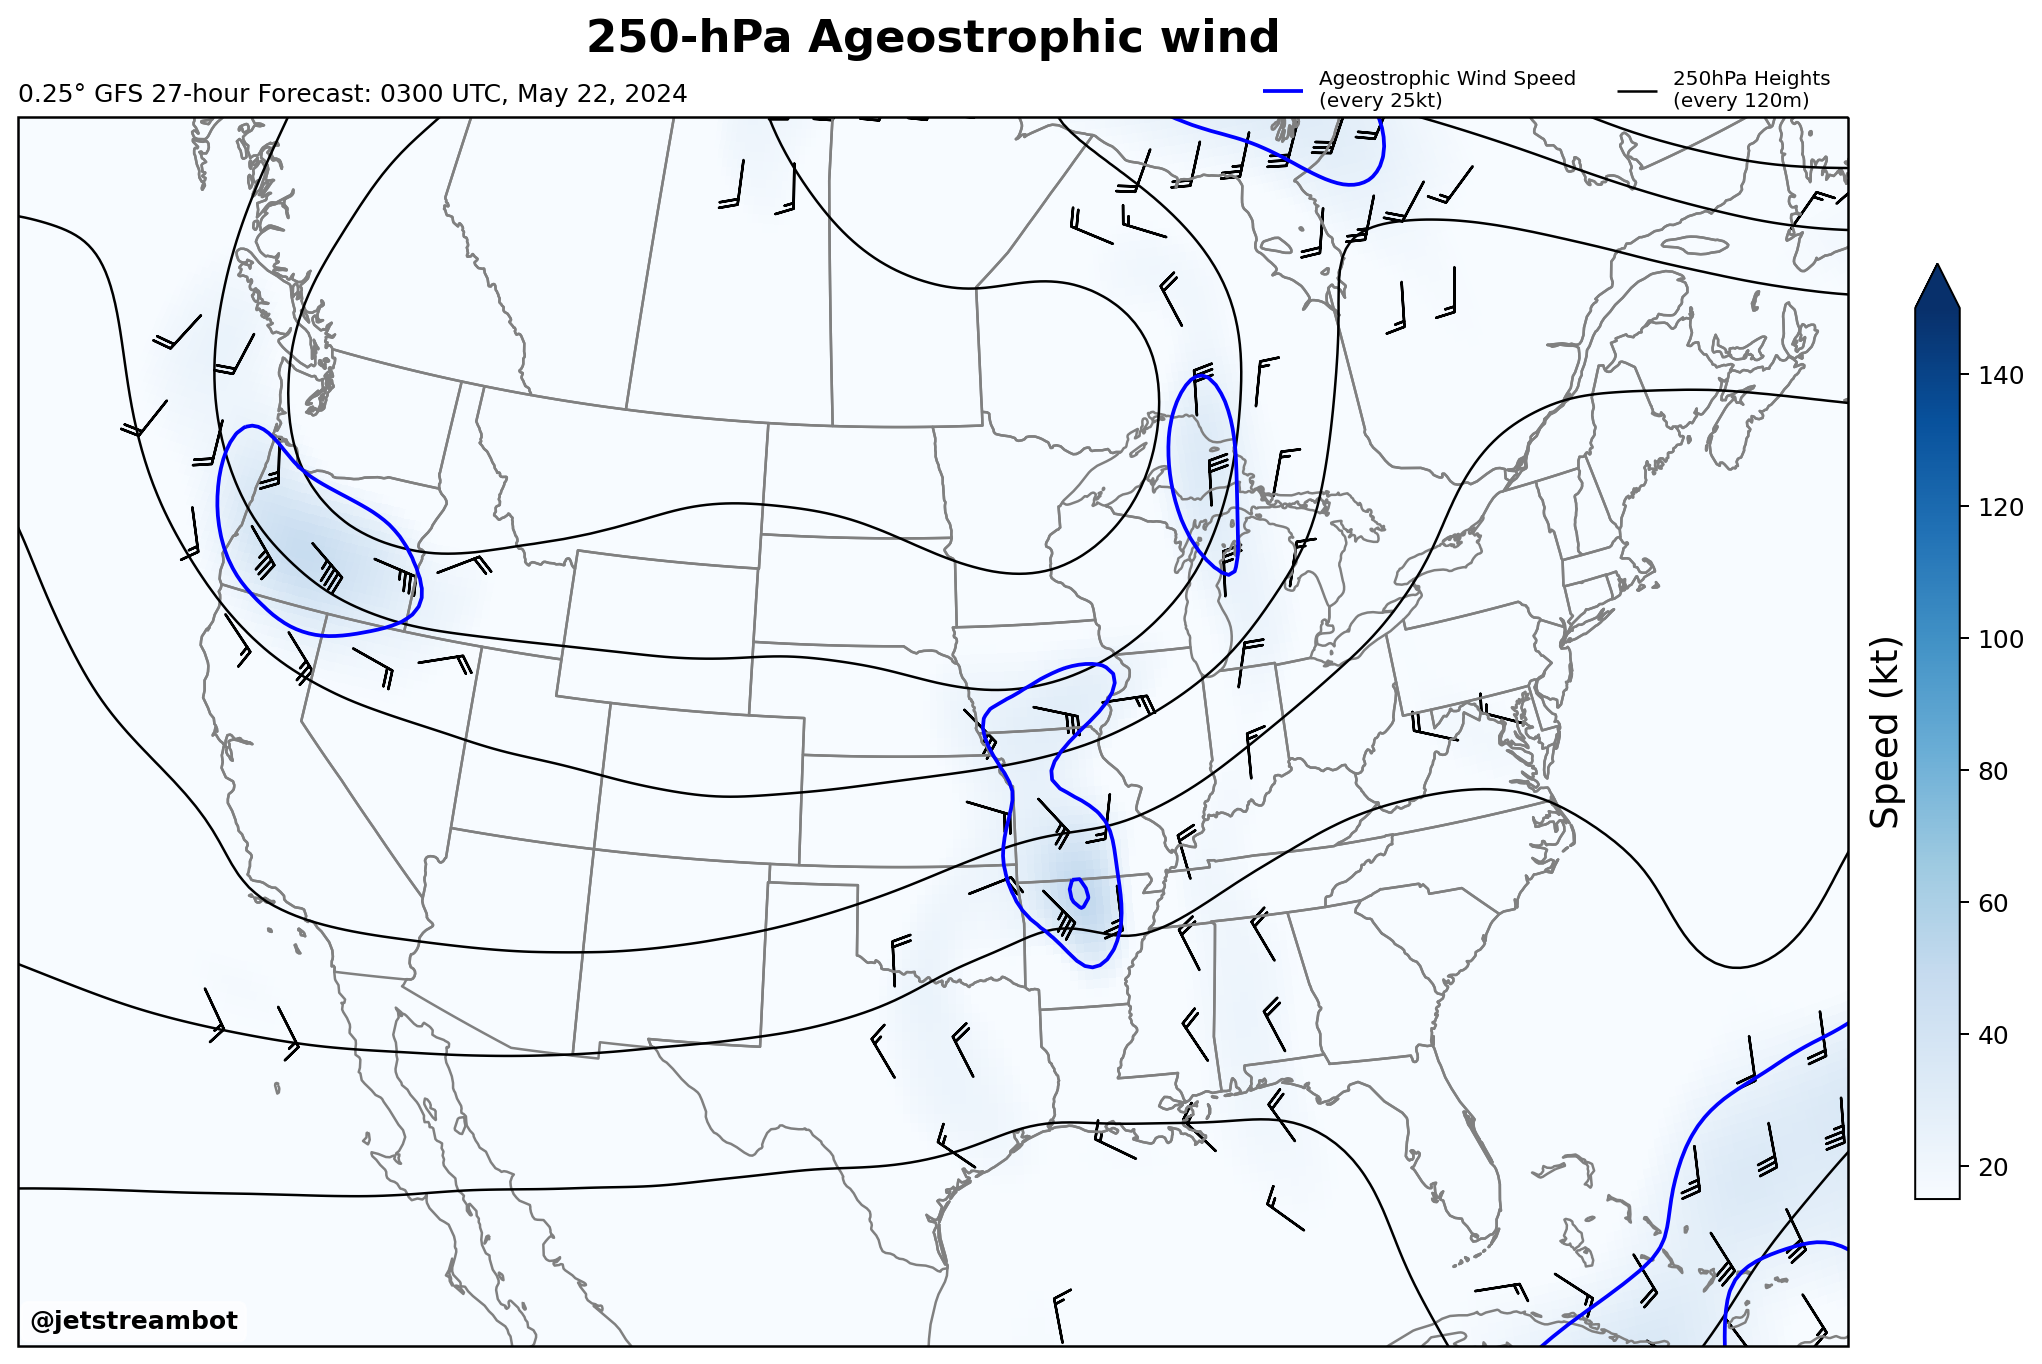 250-hPa Ageostrophic wind
0.25° GFS 27-hour Forecast: 0300 UTC, May 22, 2024
Ageostrophic Wind Speed
(every 25kt)
250hPa Heights
(every 120m)
140
120
100
80
60
40
20
Speed (kt)
@jetstreambot